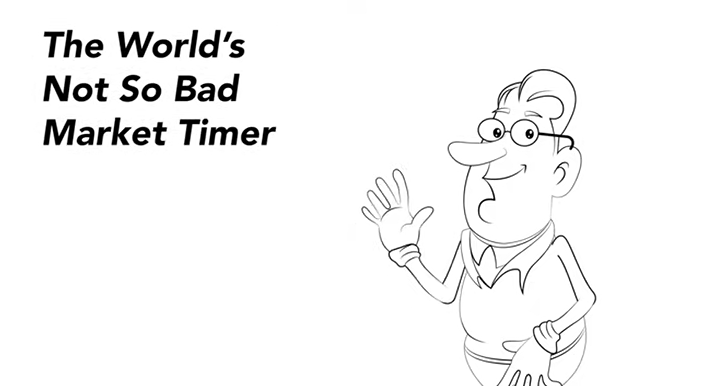 The World’s
Not So Bad
Market Timer